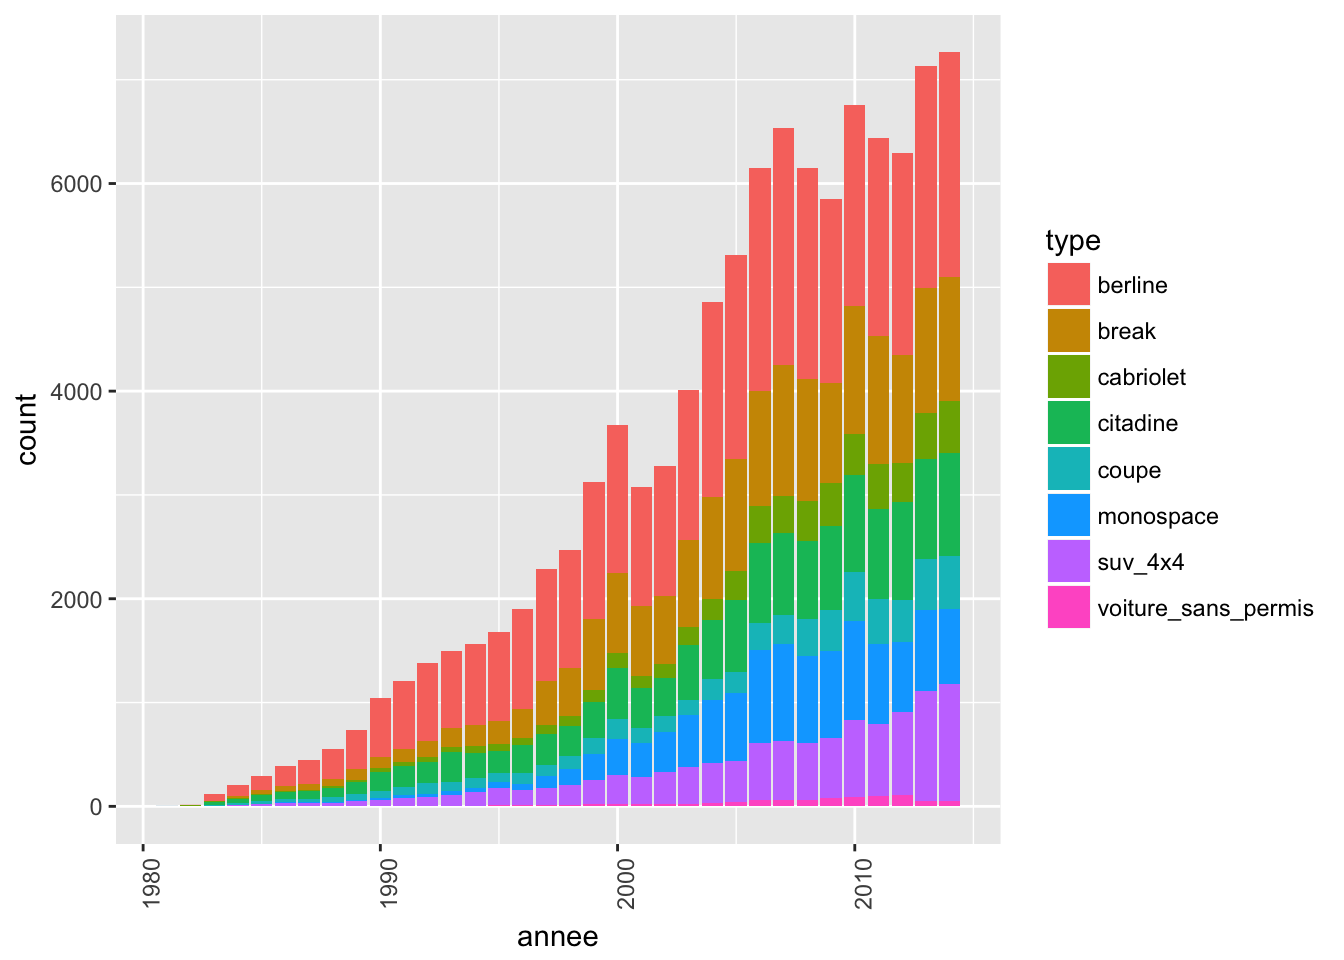 6000
4000
2000
0
count
1980
1990
2000
2010
annee
type
berline
break
cabriolet
citadine
coupe
monospace
suv_4x4
voiture_sans_permis